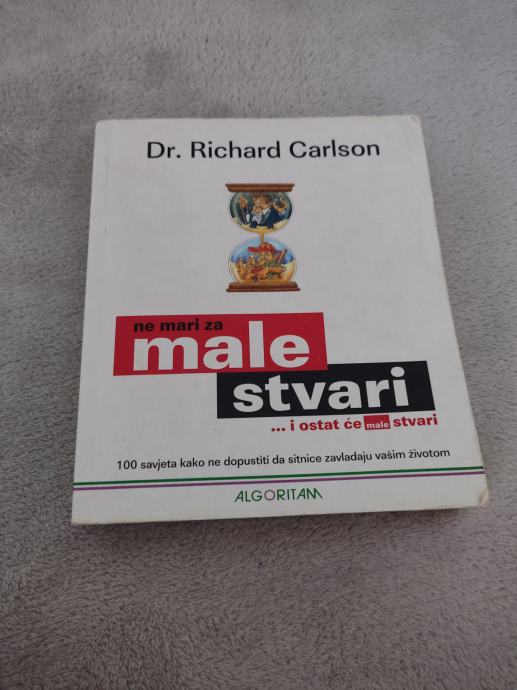 Dr. Richard Carlson
ne mari za
male
stvari
... i ostat će male stvari
100 savjeta kako ne dopustiti da sitnice zavladaju vašim životom
ALGORITAM